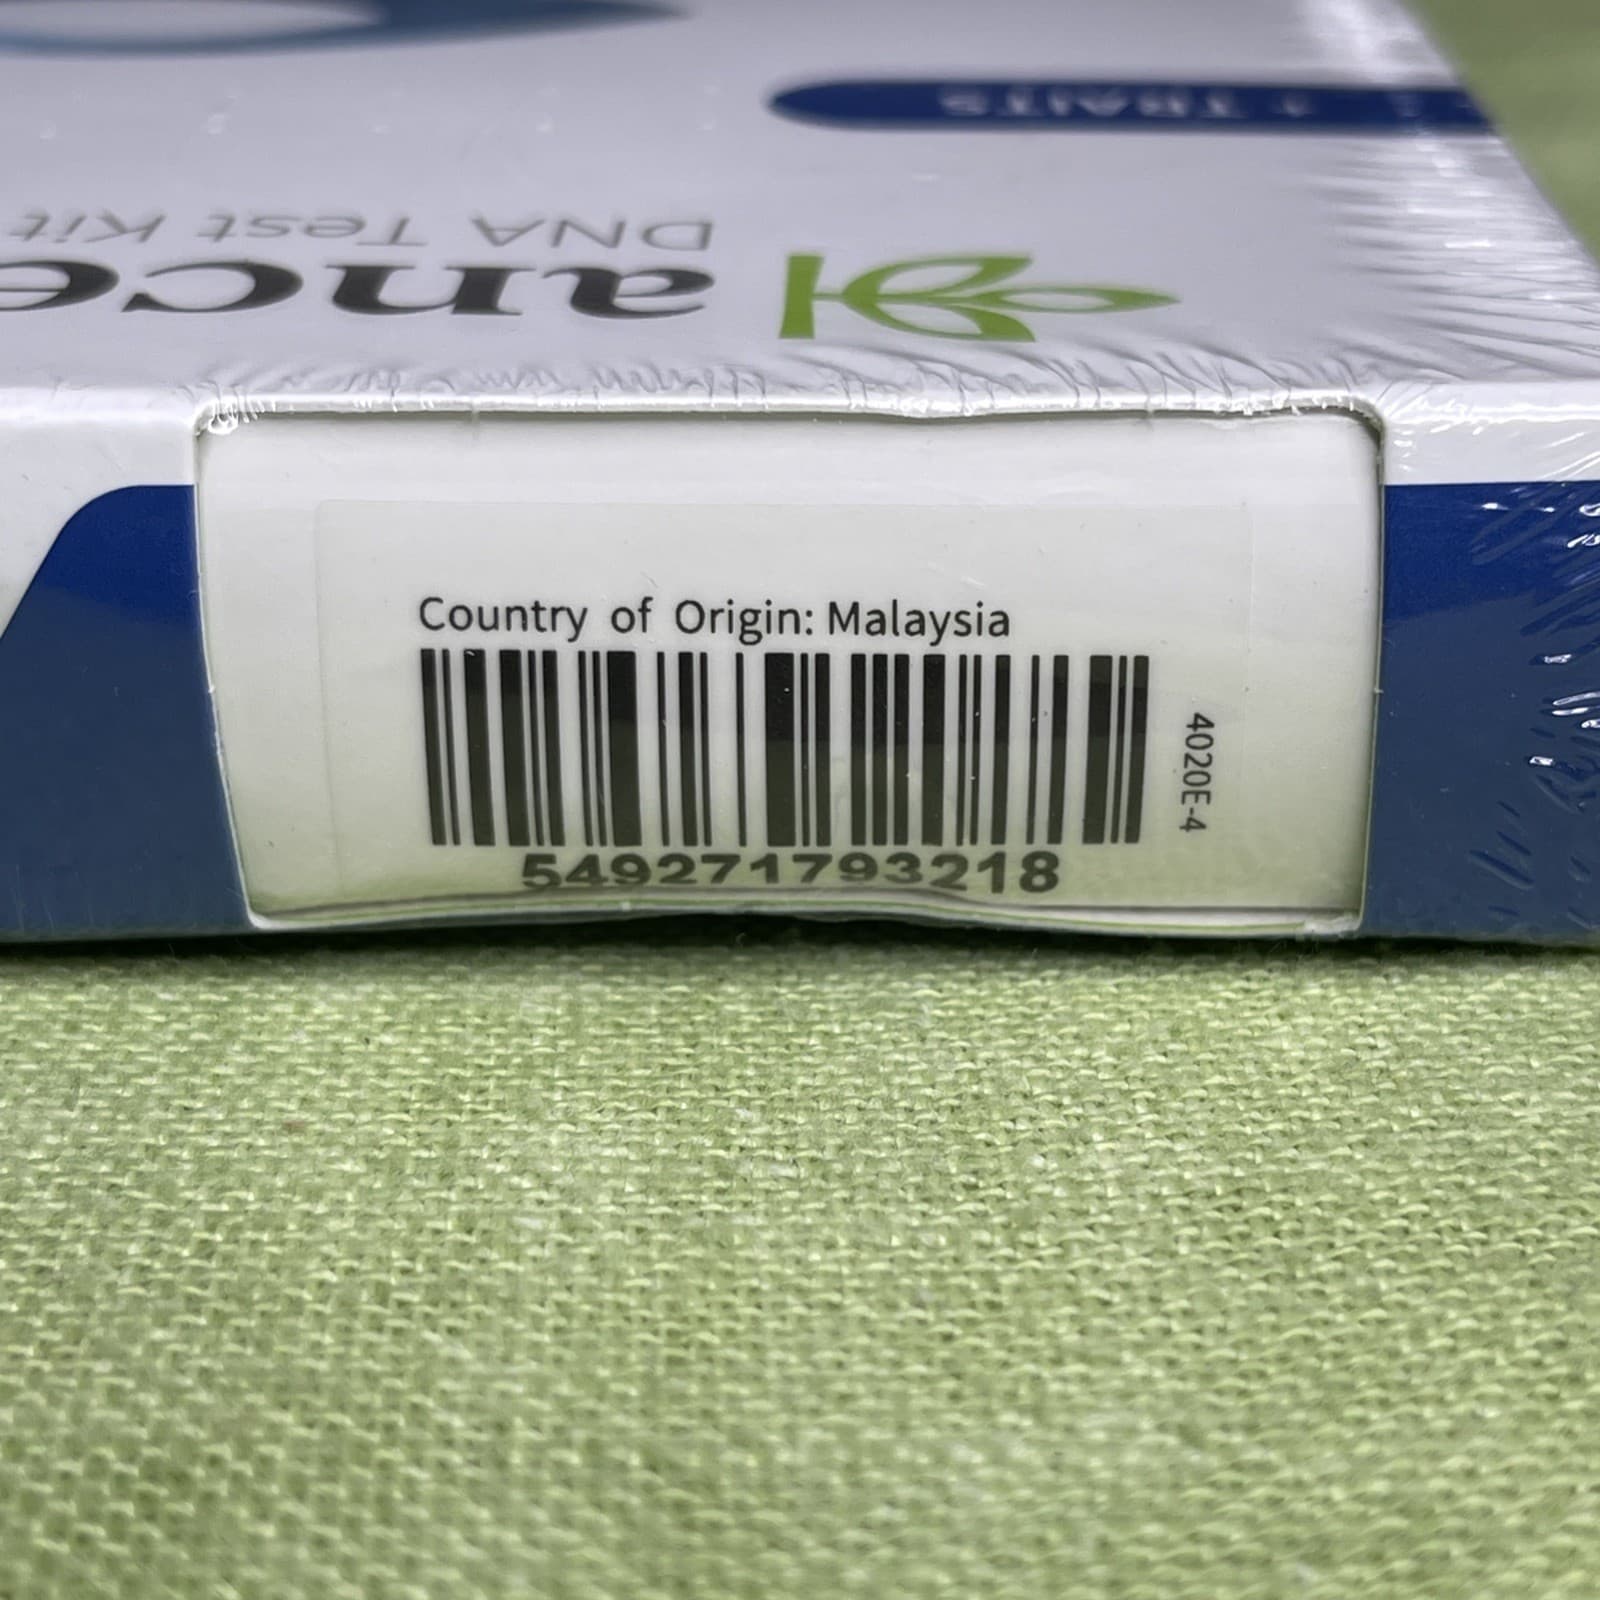 + TRAITS
ance
DNA Test Kit
Country of Origin: Malaysia
549271793218
4020E-4